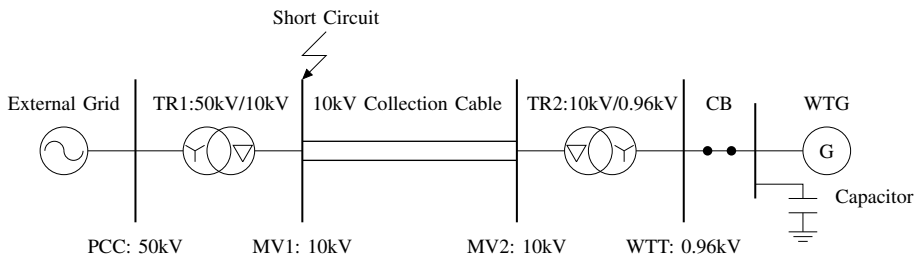 Short Circuit
External Grid
TR1:50kV/10kV
10kV Collection Cable
TR2:10kV/0.96kV
CB
WTG
G
Capacitor
PCC: 50kV
MV1: 10kV
MV2: 10kV
WTT: 0.96kV